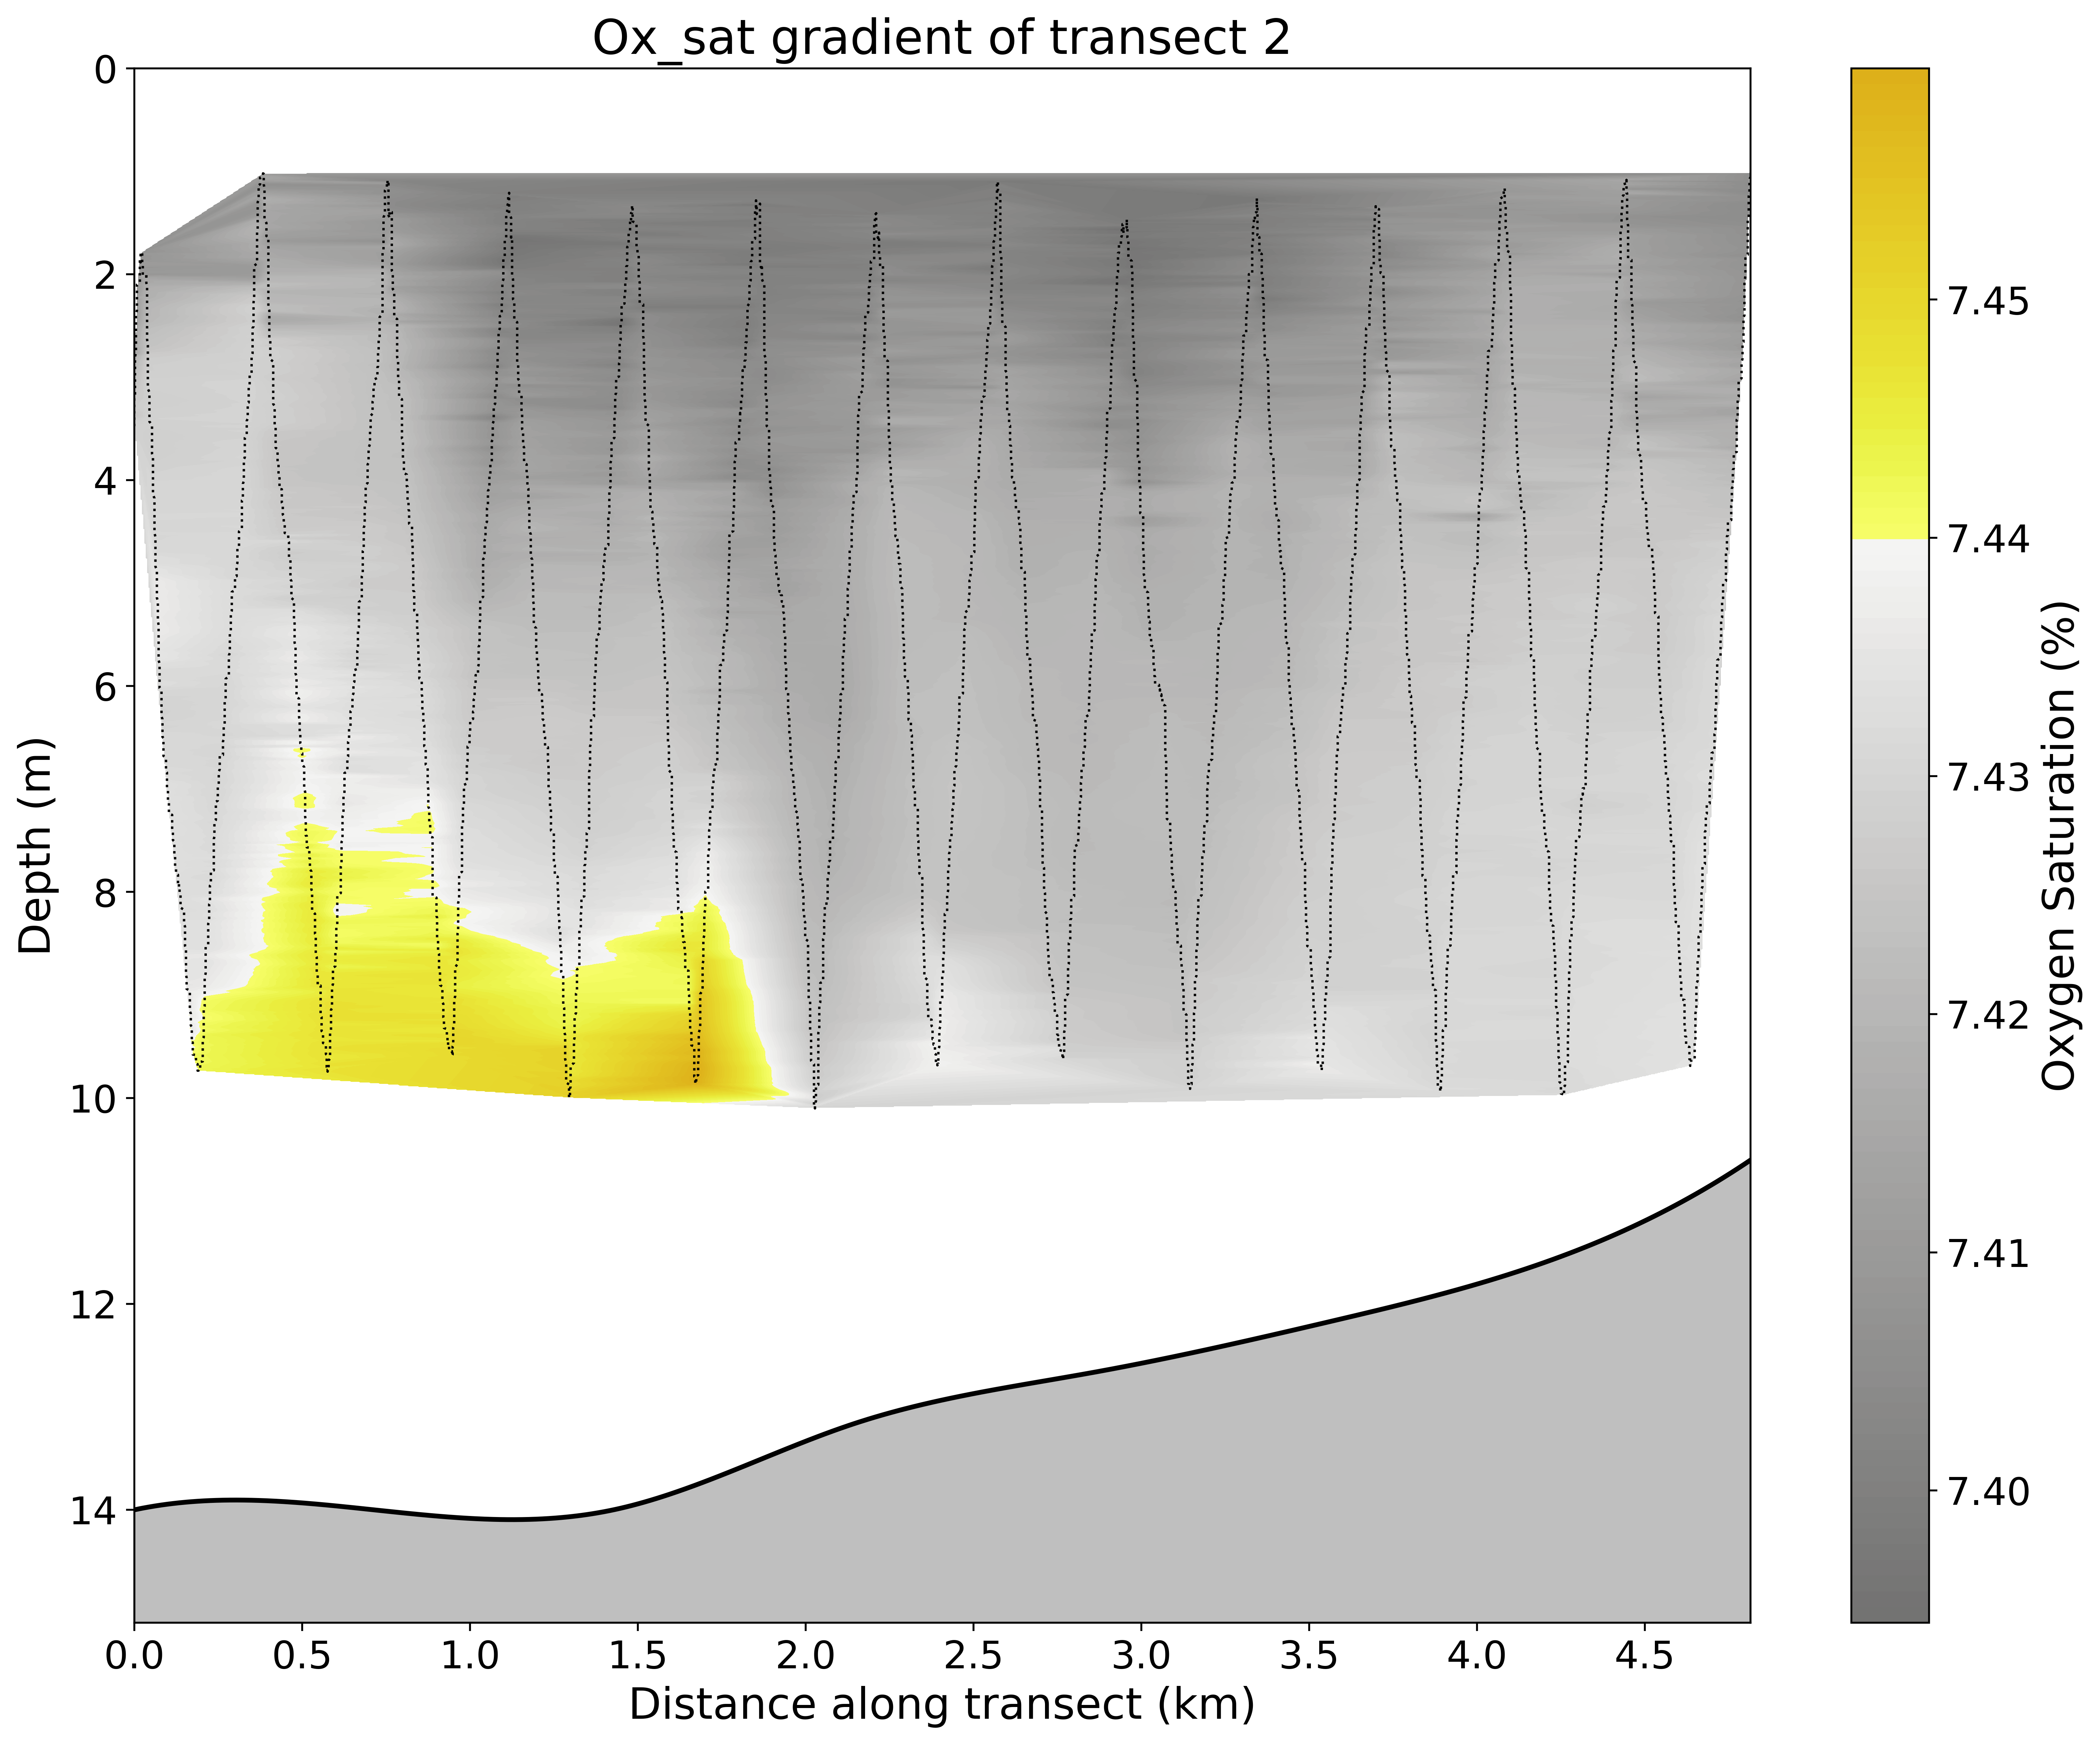 Ox_sat gradient of transect 2
0
2
4
6
8
10
12
14
Depth (m)
0.0 0.5 1.0 1.5 2.0 2.5 3.0 3.5 4.0 4.5
Distance along transect (km)
7.45
7.44
7.43
7.42
7.41
7.40
Oxygen Saturation (%)